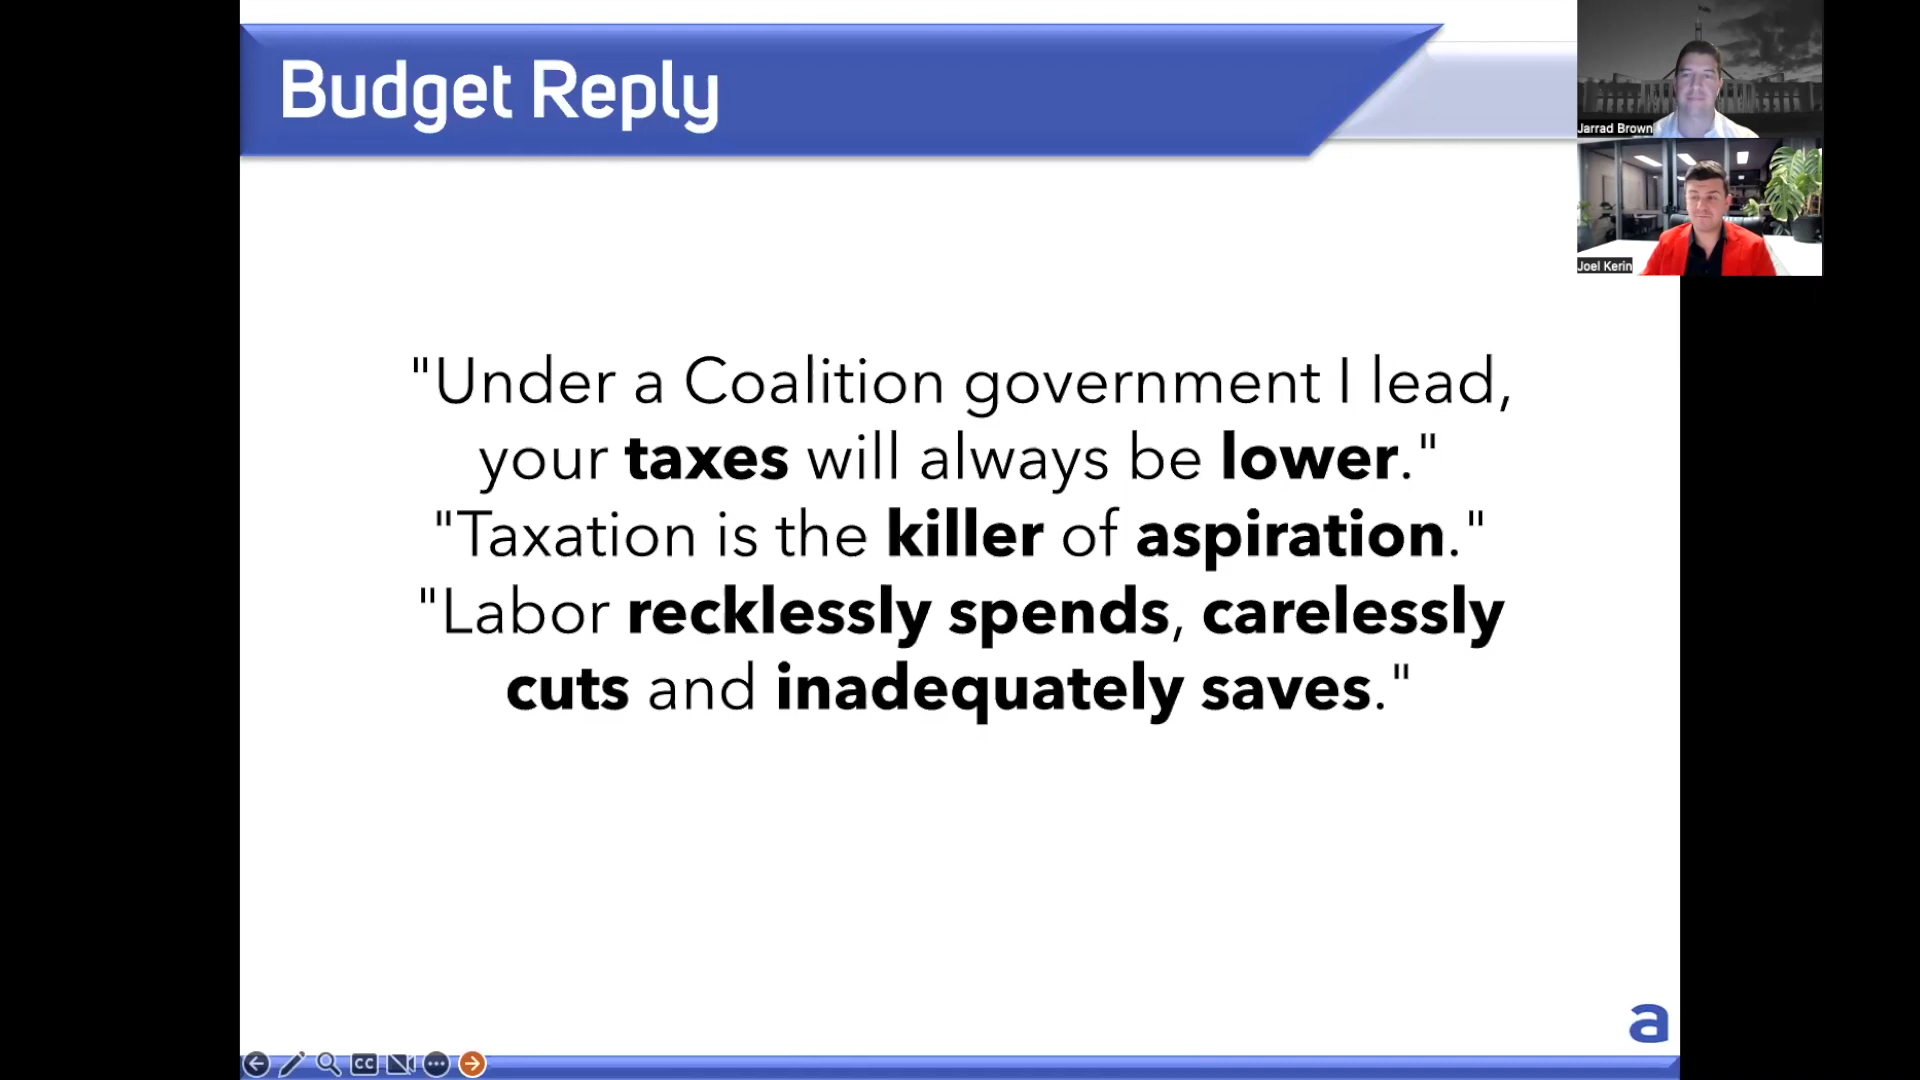 Budget Reply
Jarrad Brown
Joel Kerin
"Under a Coalition government I lead,
your taxes will always be lower."
"Taxation is the killer of aspiration."
"Labor recklessly spends, carelessly
cuts and inadequately saves."
a
CC